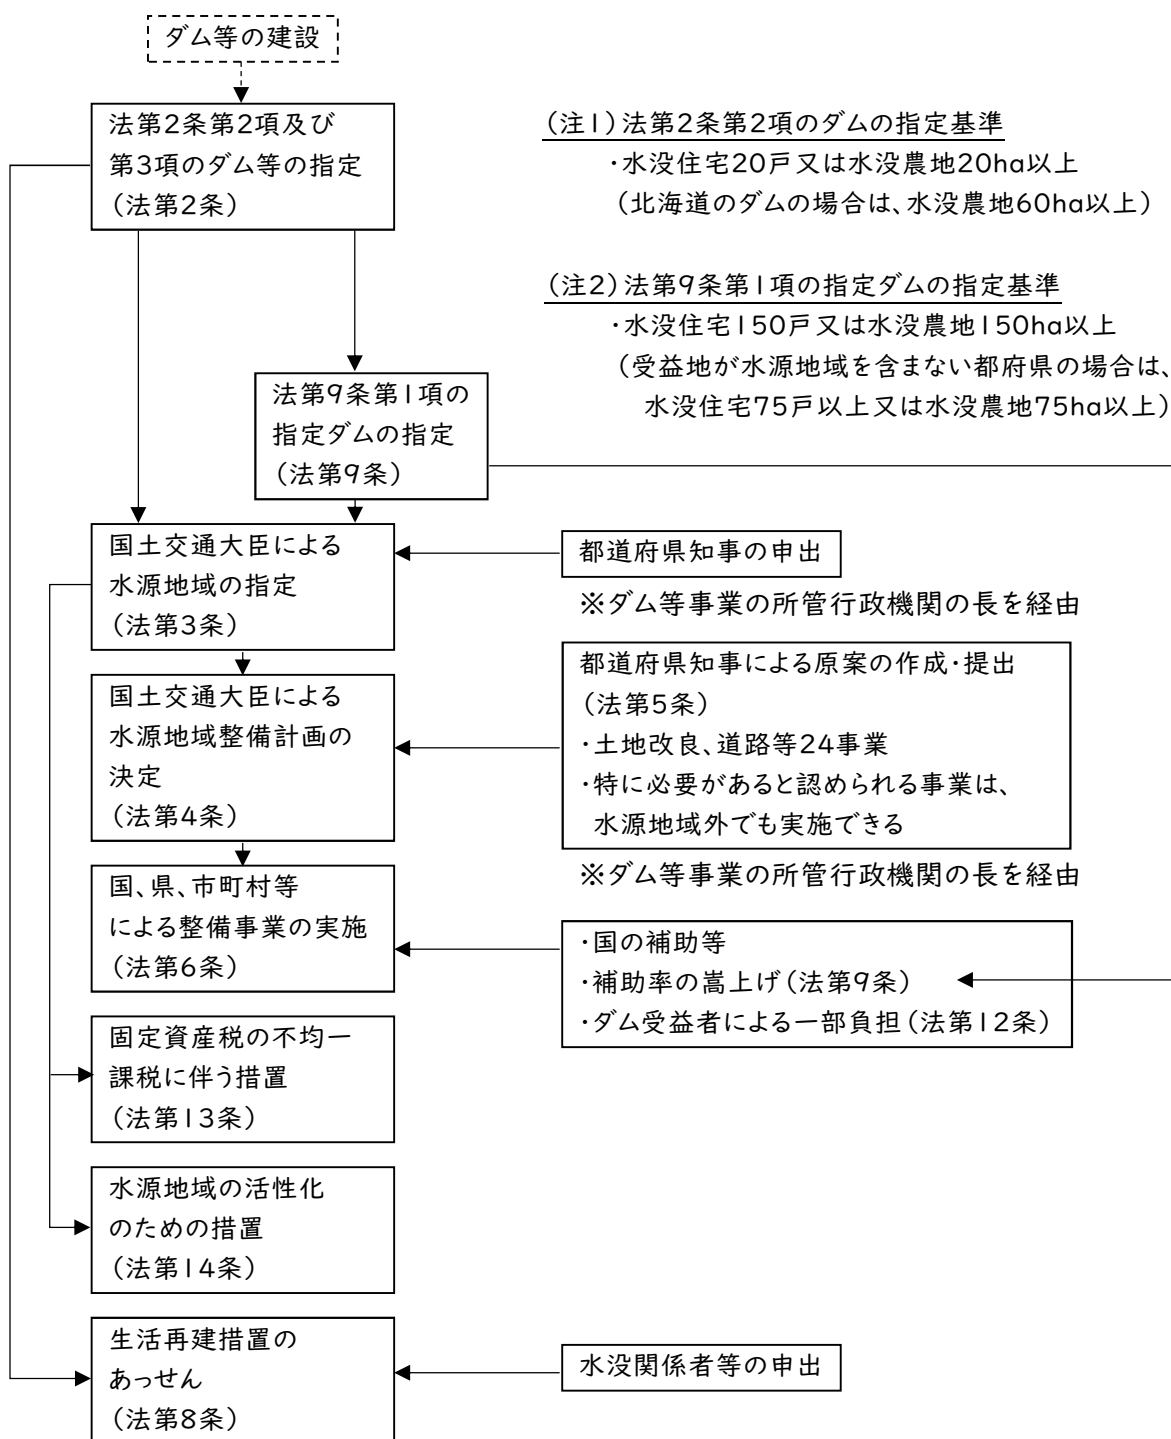 ダム等の建設
法第2条第2項及び
第3項のダム等の指定
(法第2条)
(注1)法第2条第2項のダムの指定基準
・水没住宅20戸又は水没農地20ha以上
(北海道のダムの場合は、水没農地60ha以上)
(注2)法第9条第1項の指定ダムの指定基準
・水没住宅150戸又は水没農地150ha以上
(受益地が水源地域を含まない都府県の場合は、
水没住宅75戸以上又は水没農地75ha以上)
法第9条第1項の
指定ダムの指定
(法第9条)
国土交通大臣による
水源地域の指定
(法第3条)
都道府県知事の申出
※ダム等事業の所管行政機関の長を経由
国土交通大臣による
水源地域整備計画の
決定
(法第4条)
都道府県知事による原案の作成・提出
(法第5条)
・土地改良、道路等24事業
・特に必要があると認められる事業は、
水源地域外でも実施できる
※ダム等事業の所管行政機関の長を経由
国、県、市町村等
による整備事業の実施
(法第6条)
・国の補助等
・補助率の嵩上げ(法第9条)
・ダム受益者による一部負担(法第12条)
固定資産税の不均一
課税に伴う措置
(法第13条)
水源地域の活性化
のための措置
(法第14条)
生活再建措置の
あっせん
(法第8条)
水没関係者等の申出